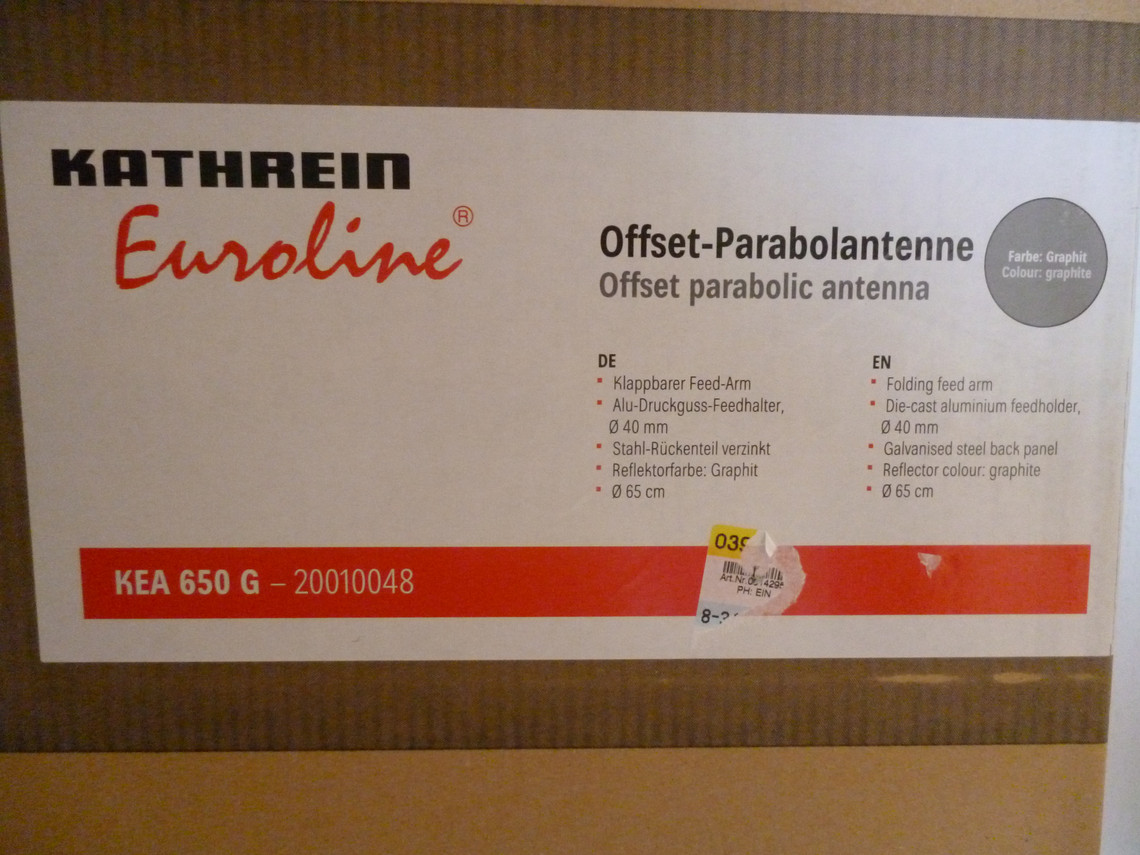 KATHREIN
Euroline®
Offset-Parabolantenne
Offset parabolic antenna
Farbe: Graphit
Colour: graphite
DE
▪ Klappbarer Feed-Arm
▪ Alu-Druckguss-Feedhalter,
Ø 40 mm
▪ Stahl-Rückenteil verzinkt
▪ Reflektorfarbe: Graphit
▪ Ø 65 cm
EN
▪ Folding feed arm
▪ Die-cast aluminium feedholder,
Ø 40 mm
▪ Galvanised steel back panel
▪ Reflector colour: graphite
▪ Ø 65 cm
KEA 650 G – 20010048
Art.Nr.
PH: EIN